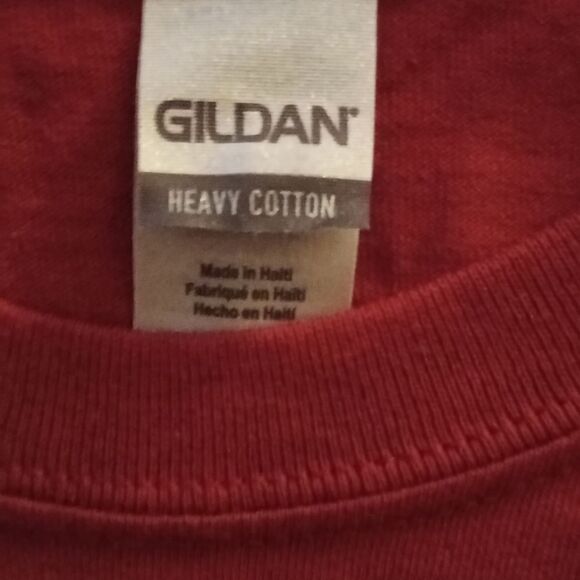 GILDAN®
HEAVY COTTON
Made in Haiti
Fabriqué en Haïti
Hecho en Haití